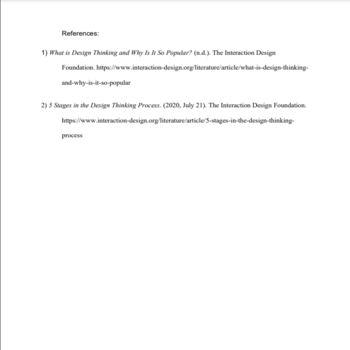 References:
1) What is Design Thinking and Why Is It So Popular? (n.d.). The Interaction Design
Foundation. https://www.interaction-design.org/literature/article/what-is-design-thinking-
and-why-is-it-so-popular
2) 5 Stages in the Design Thinking Process. (2020, July 21). The Interaction Design Foundation.
https://www.interaction-design.org/literature/article/5-stages-in-the-design-thinking-
process